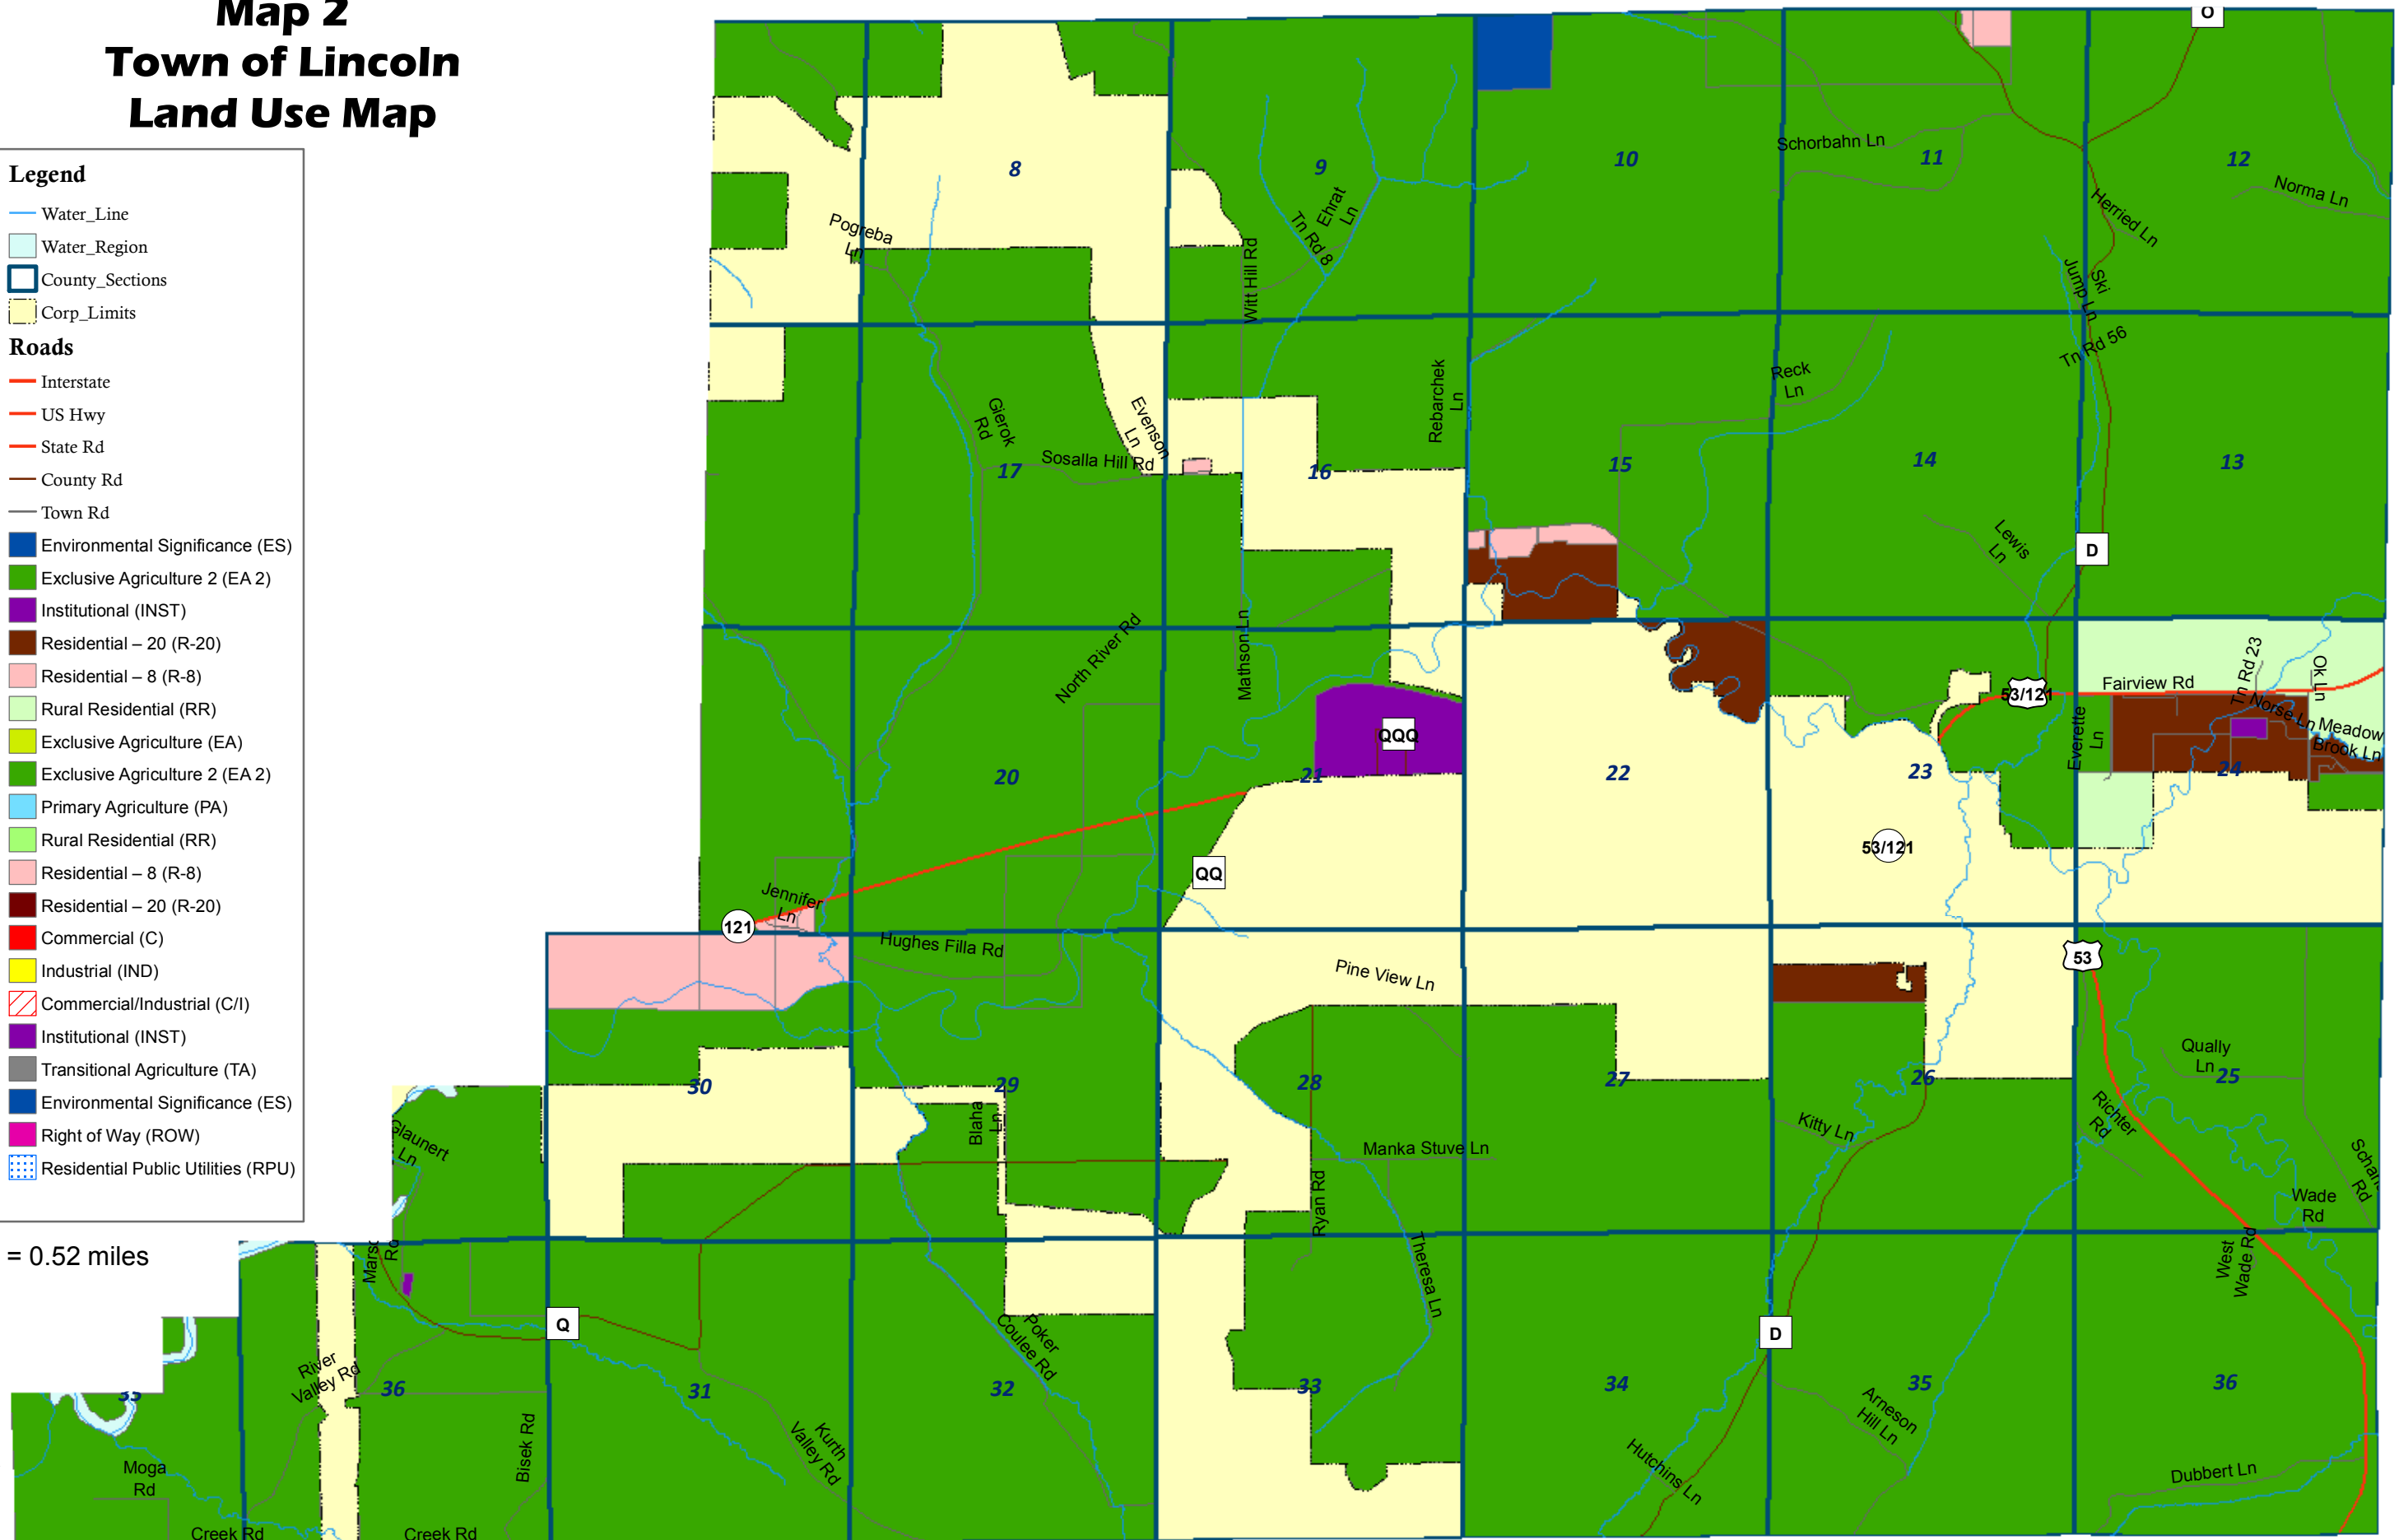 Map 2
Town of Lincoln
Land Use Map
Legend
Water_Line
Water_Region
County_Sections
Corp_Limits
Roads
Interstate
US Hwy
State Rd
County Rd
Town Rd
Environmental Significance (ES)
Exclusive Agriculture 2 (EA 2)
Institutional (INST)
Residential – 20 (R-20)
Residential – 8 (R-8)
Rural Residential (RR)
Exclusive Agriculture (EA)
Exclusive Agriculture 2 (EA 2)
Primary Agriculture (PA)
Rural Residential (RR)
Residential – 8 (R-8)
Residential – 20 (R-20)
Commercial (C)
Industrial (IND)
Commercial/Industrial (C/I)
Institutional (INST)
Transitional Agriculture (TA)
Environmental Significance (ES)
Right of Way (ROW)
Residential Public Utilities (RPU)
= 0.52 miles
O
8
9
10
11
12
Schorbahn Ln
Norma Ln
Herried Ln
Pogreba
Ln
Ehrat
Ln
Tn Rd 8
Witt Hill Rd
Ski
Jump Ln
Tn Rd 56
Rebarchek
Ln
Reck
Ln
Gierok
Rd
Evenson
Ln
Sosalla Hill Rd
17
16
15
14
13
Lewis
Ln
D
North River Rd
Mathson Ln
53/121
Fairview Rd
Tn Rd 23
Ok Ln
Norse Ln
Meadow
Brook Ln
Everette
Ln
QQQ
20
21
22
23
24
53/121
QQ
Jennifer
Ln
121
Hughes Filla Rd
Pine View Ln
53
Qually
Ln
30
29
28
27
26
25
Glaunert
Ln
Blaha
Ln
Manka Stuve Ln
Kitty Ln
Richter
Rd
Ryan Rd
Rd
Wade
Rd
West
Wade Rd
Theresa Ln
Q
D
Poker
Coulee Rd
River
Valley Rd
36
31
32
33
34
35
36
Arneson
Hill Ln
Kurth
Valley Rd
Bisek Rd
Hutchins Ln
Dubbert Ln
Moga
Rd
Creek Rd
Creek Rd